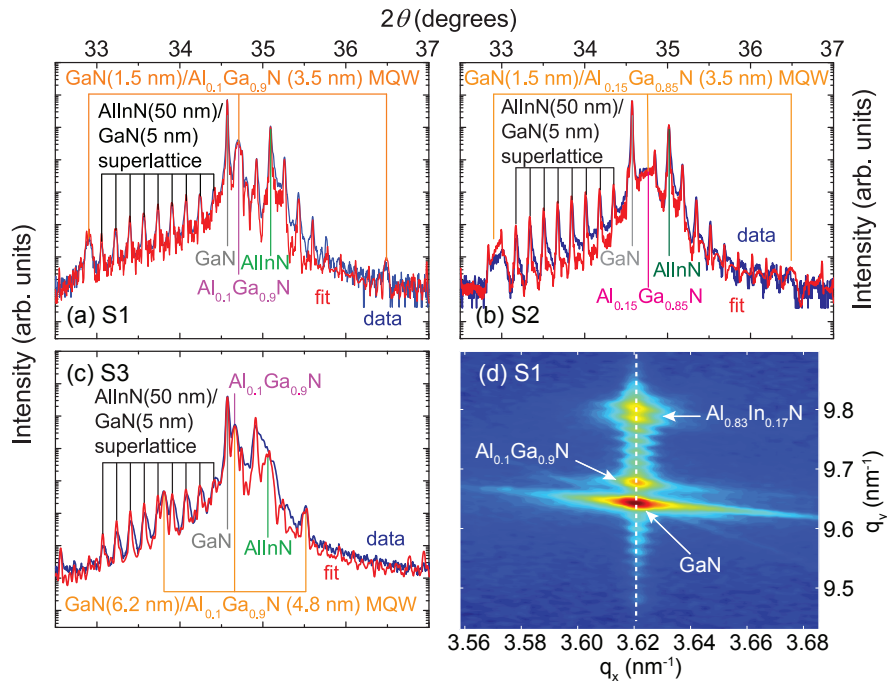 2θ (degrees)
33 34 35 36 37 33 34 35 36 37
GaN(1.5 nm)/Al0.1Ga0.9N (3.5 nm) MQW
AlInN(50 nm)/
GaN(5 nm)
superlattice
GaN
AlInN
Al0.1Ga0.9N
fit
data
(a) S1
GaN(1.5 nm)/Al0.15Ga0.85N (3.5 nm) MQW
AlInN(50 nm)/
GaN(5 nm)
superlattice
data
GaN
AlInN
Al0.15Ga0.85N
fit
(b) S2
Intensity (arb. units)
Intensity (arb. units)
(c) S3
Al0.1Ga0.9N
AlInN(50 nm)/
GaN(5 nm)
superlattice
GaN
AlInN
data
fit
GaN(6.2 nm)/Al0.1Ga0.9N (4.8 nm) MQW
33 34 35 36 37
(d) S1
Al0.83In0.17N
Al0.1Ga0.9N
GaN
9.8
9.7
9.6
9.5
qy (nm-1)
3.56 3.60 3.62 3.64 3.68
qx (nm-1)